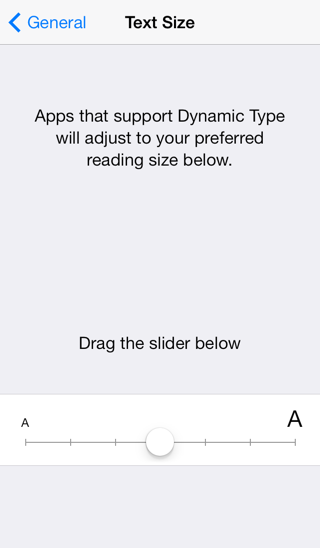 General
Text Size
Apps that support Dynamic Type
will adjust to your preferred
reading size below.
Drag the slider below
A
A